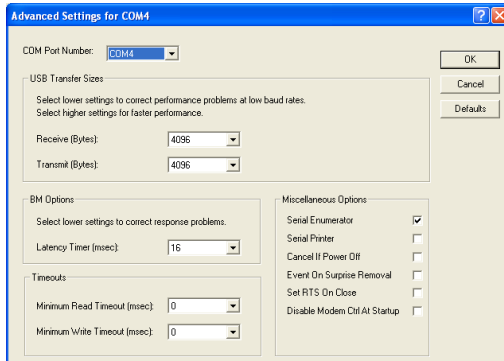 Advanced Settings for COM4
COM Port Number: COM4
OK
Cancel
Defaults
USB Transfer Sizes
Select lower settings to correct performance problems at low baud rates.
Select higher settings for faster performance.
Receive (Bytes): 4096
Transmit (Bytes): 4096
BM Options
Select lower settings to correct response problems.
Latency Timer (msec): 16
Timeouts
Minimum Read Timeout (msec): 0
Minimum Write Timeout (msec): 0
Miscellaneous Options
Serial Enumerator
Serial Printer
Cancel If Power Off
Event On Surprise Removal
Set RTS On Close
Disable Modem Ctrl At Startup